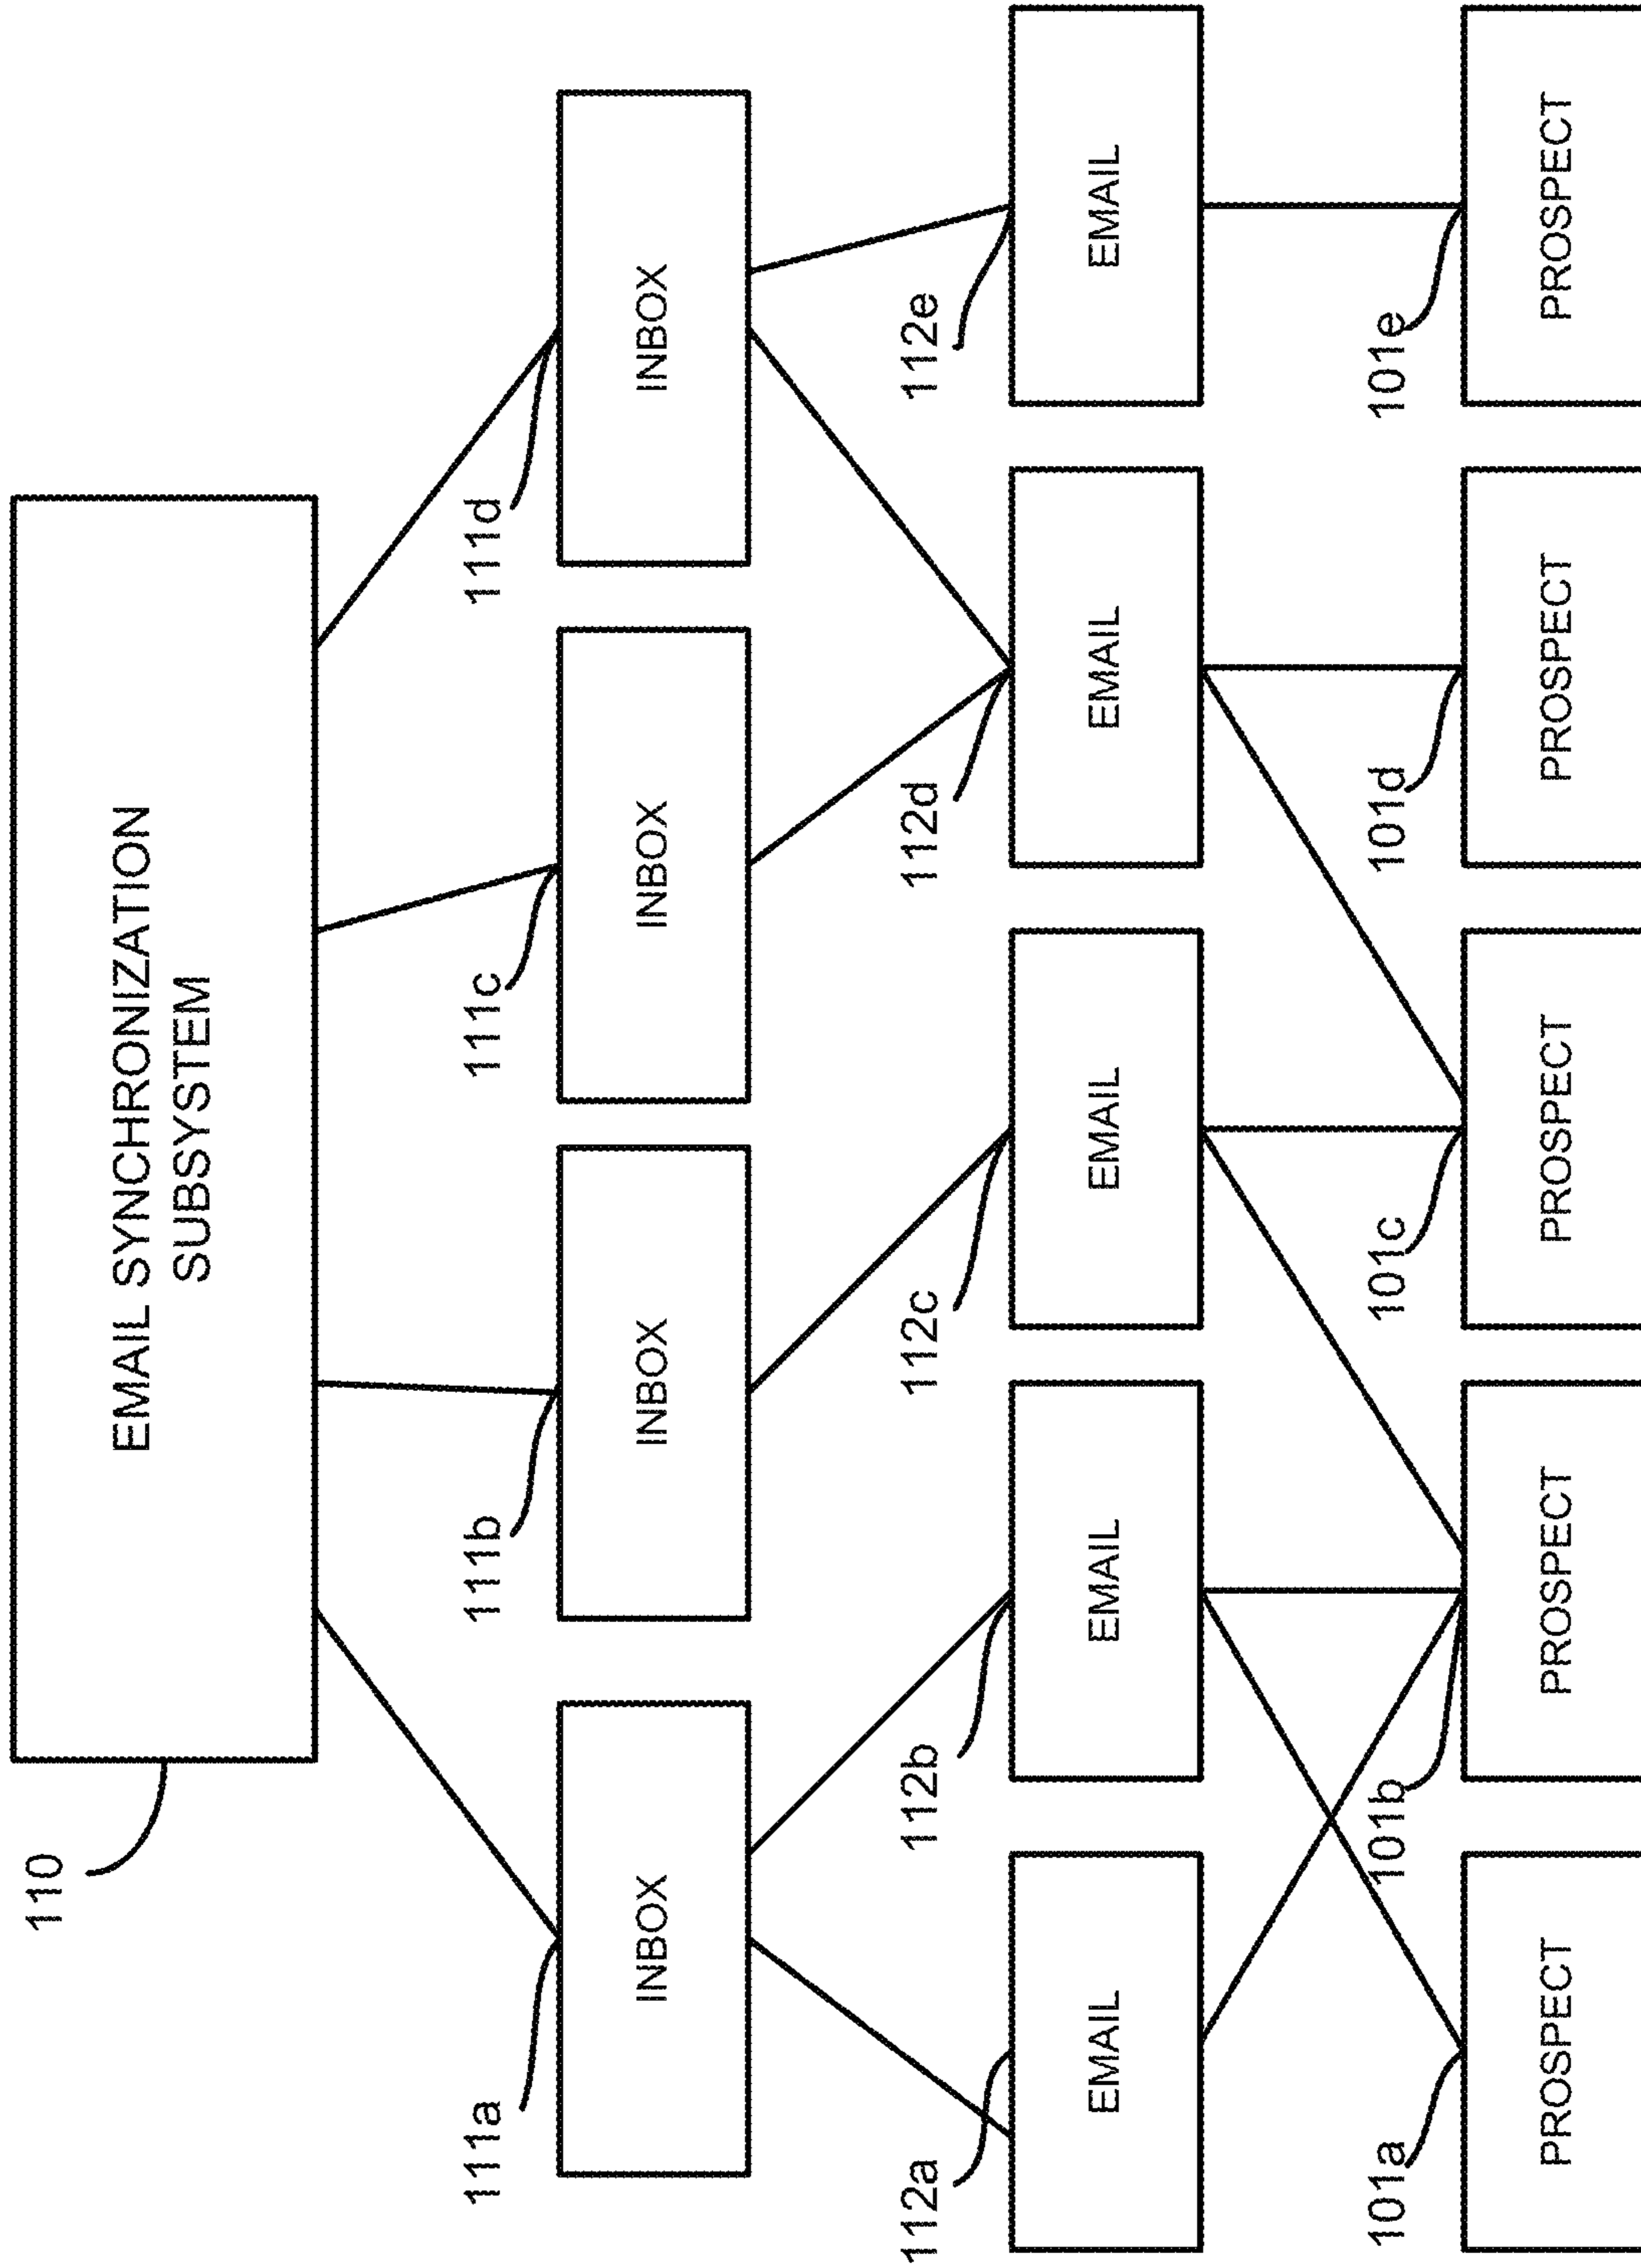 110
EMAIL SYNCHRONIZATION
SUBSYSTEM
111a
111b
111c
111d
INBOX
INBOX
INBOX
INBOX
112a
112b
112c
112d
112e
EMAIL
EMAIL
EMAIL
EMAIL
EMAIL
101a
101b
101c
101d
101e
PROSPECT
PROSPECT
PROSPECT
PROSPECT
PROSPECT